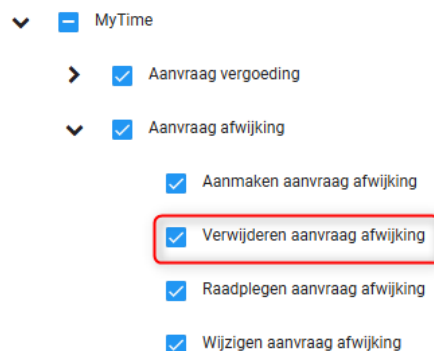 MyTime
Aanvraag vergoeding
Aanvraag afwijking
Aanmaken aanvraag afwijking
Verwijderen aanvraag afwijking
Raadplegen aanvraag afwijking
Wijzigen aanvraag afwijking